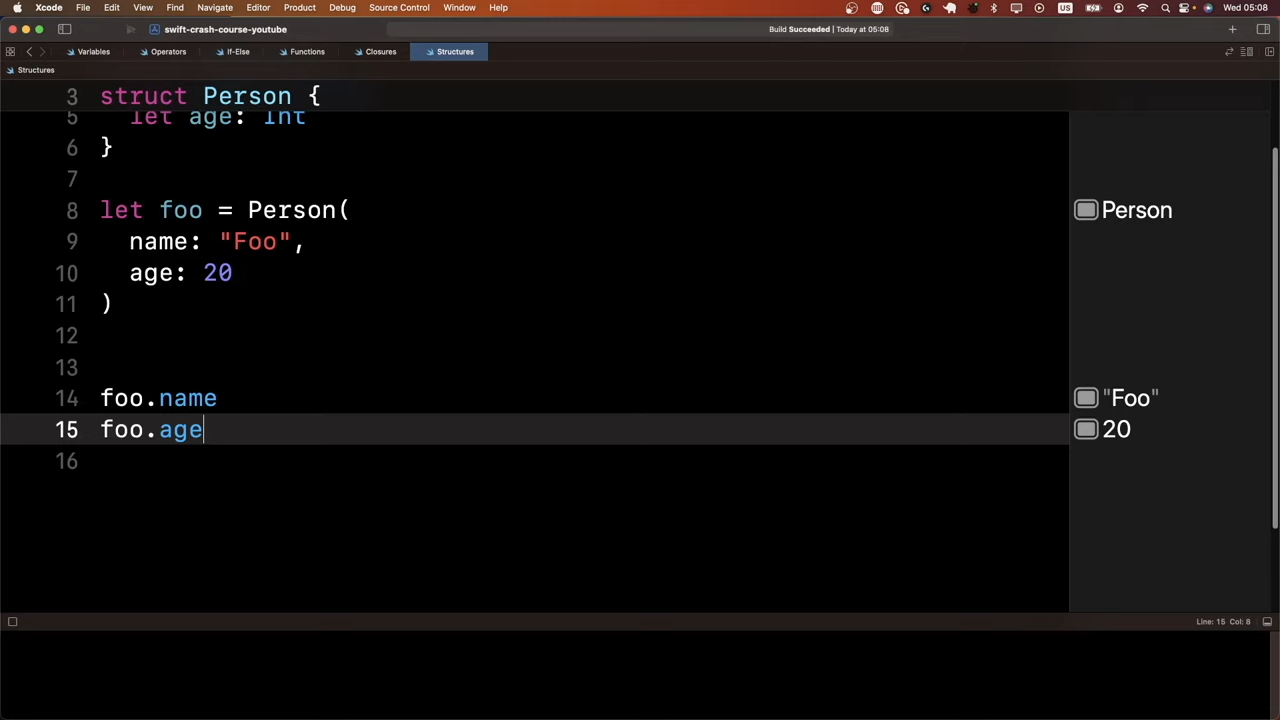 Xcode File Edit View Find Navigate Editor Product Debug Source Control Window Help US Wed 05:08
swift-crash-course-youtube Build Succeeded | Today at 05:08
Variables Operators If-Else Functions Closures Structures
Structures
3 struct Person {
5 let age: Int
6 }
7
8 let foo = Person( Person
9 name: "Foo",
10 age: 20
11 )
12
13
14 foo.name "Foo"
15 foo.age 20
16
Line: 15 Col: 8